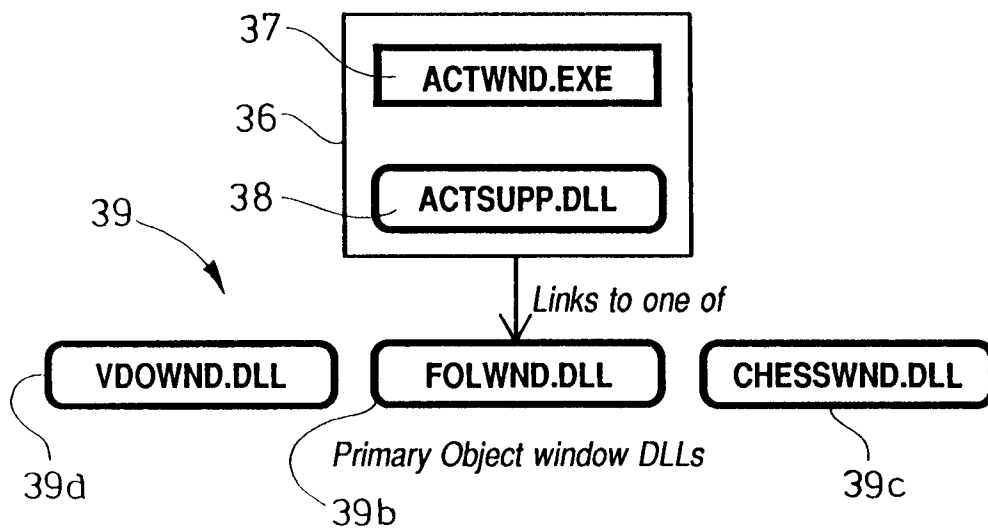 37
ACTWND.EXE
36
38
ACTSUPP.DLL
39
Links to one of
VDOWND.DLL
FOLWND.DLL
CHESSWND.DLL
Primary Object window DLLs
39d
39b
39c